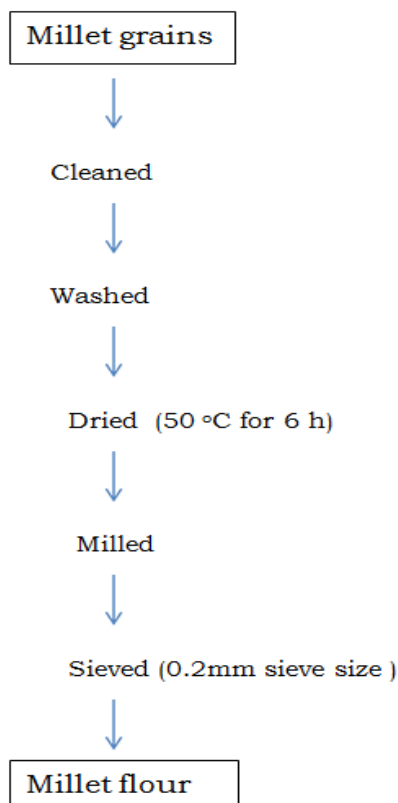 Millet grains
Cleaned
Washed
Dried (50 ᵒC for 6 h)
Milled
Sieved (0.2mm sieve size )
Millet flour